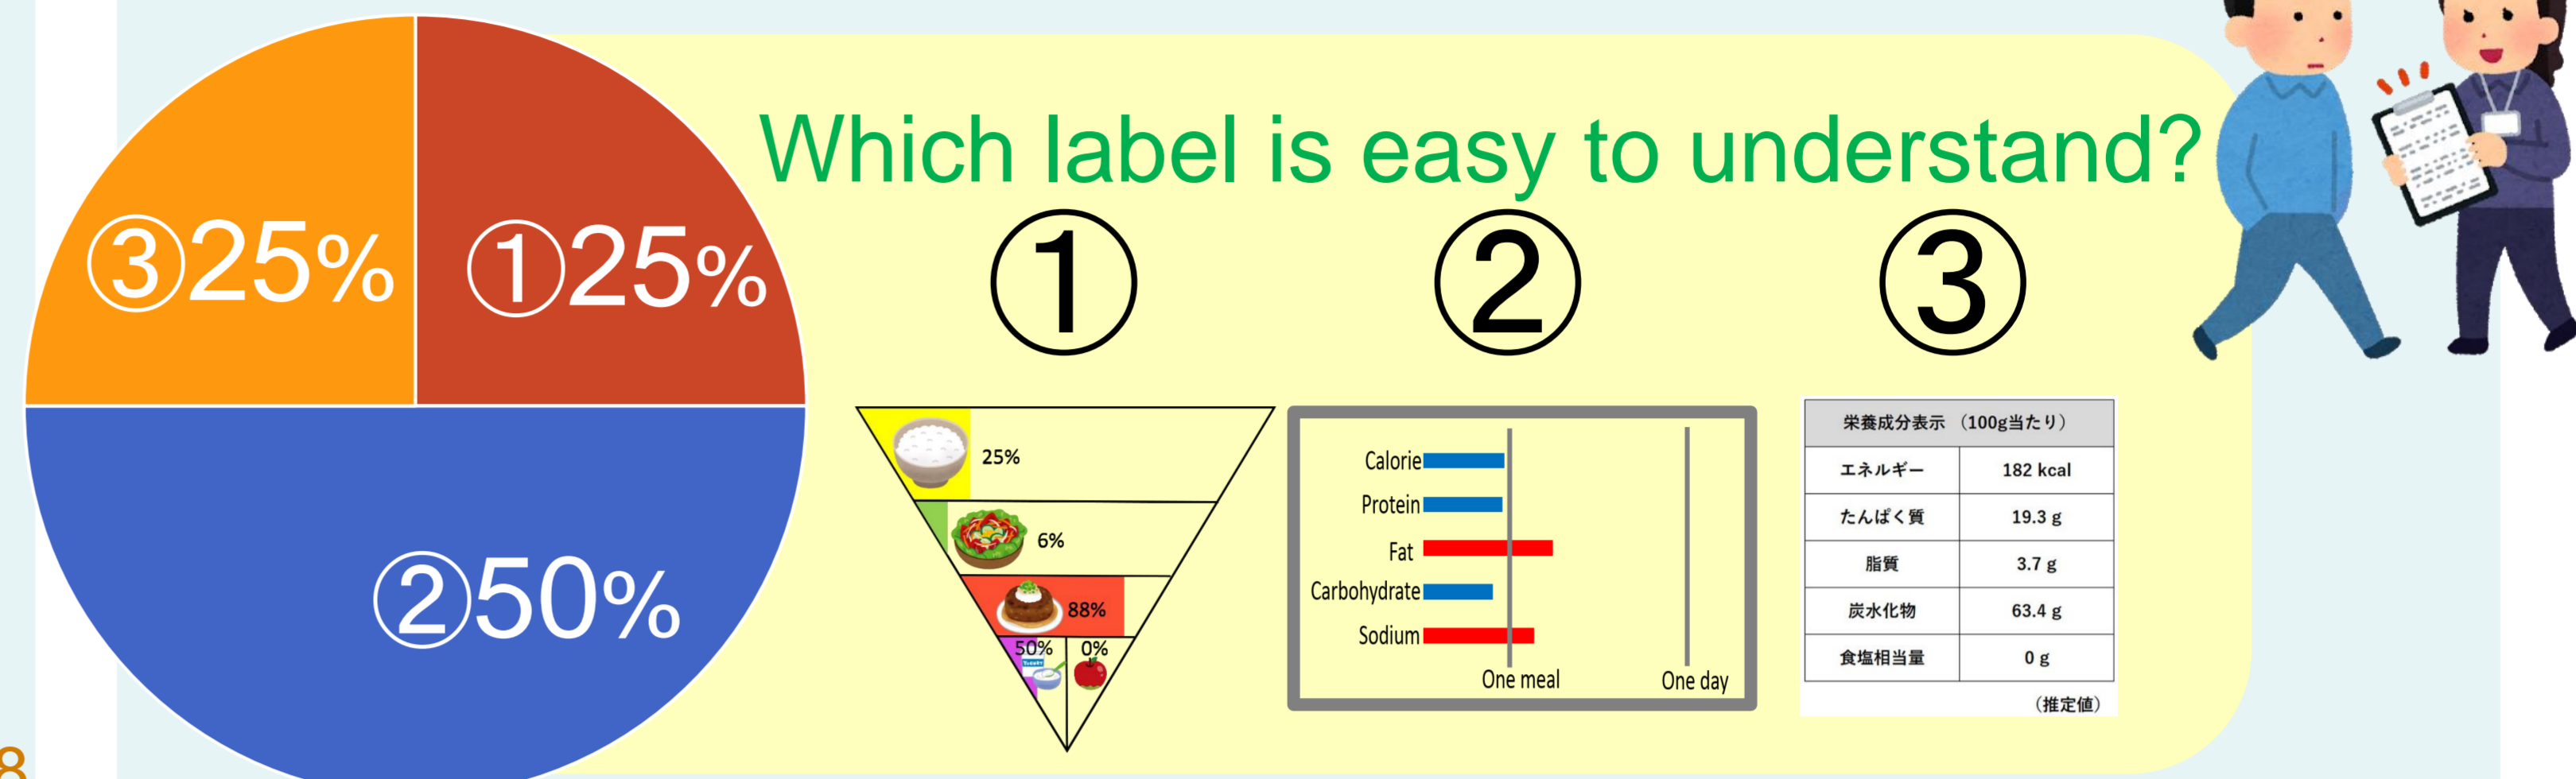 Which label is easy to understand?
③25%
①25%
②50%
①
②
③
25%
6%
88%
50%
0%
YOGURT
Calorie
Protein
Fat
Carbohydrate
Sodium
One meal
One day
栄養成分表示 (100g当たり)
エネルギー 182 kcal
たんぱく質 19.3 g
脂質 3.7 g
炭水化物 63.4 g
食塩相当量 0 g
(推定値)
8